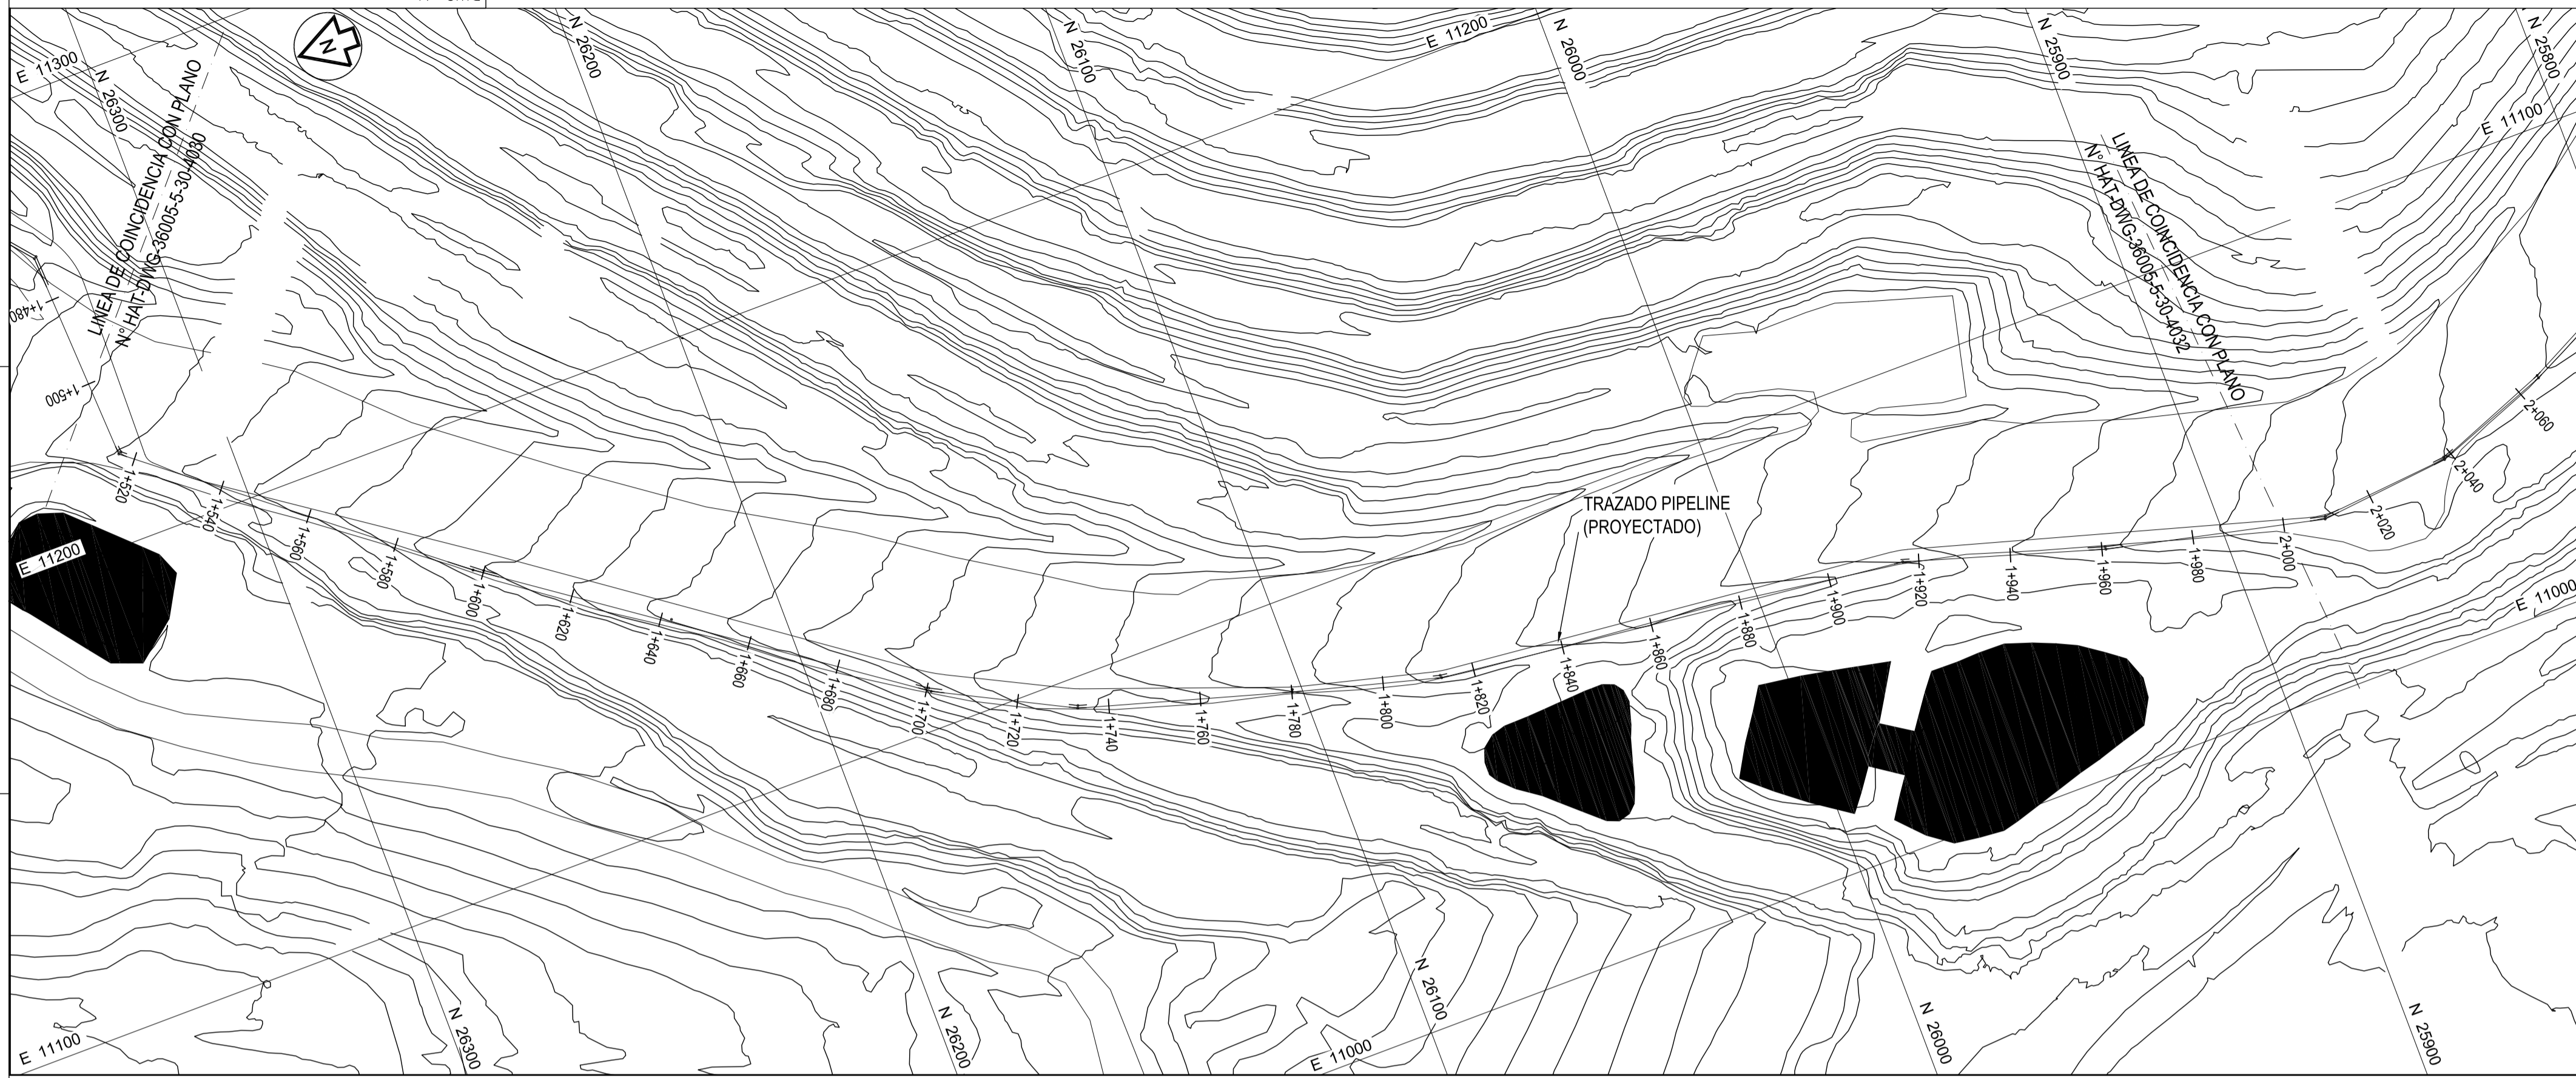 E 11300
N 26300
N
N 26200
N 26100
E 11200
N 26000
N 25900
N 25800
E 11100
LINEA DE COINCIDENCIA CON PLANO
N° HAT-DWG-36005-5-30-4030
LINEA DE COINCIDENCIA CON PLANO
N° HAT-DWG-36005-5-30-4032
1+480
1+500
1+520
1+540
1+560
1+580
1+600
1+620
1+640
1+660
1+680
1+700
1+720
1+740
1+760
1+780
1+800
1+820
1+840
1+860
1+880
1+900
1+920
1+940
1+960
1+980
2+000
2+020
2+040
2+060
TRAZADO PIPELINE
(PROYECTADO)
E 11200
E 11000
E 11100
N 26300
N 26200
E 11000
N 26100
N 26000
N 25900